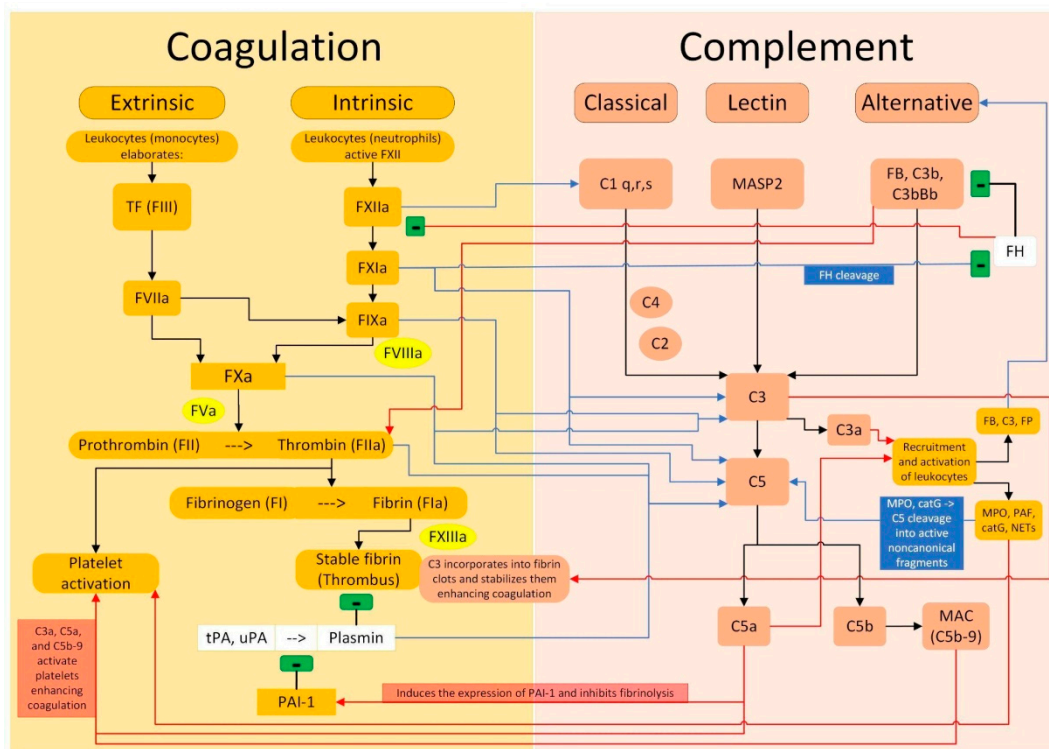 Coagulation
Complement
Extrinsic
Intrinsic
Classical
Lectin
Alternative
Leukocytes (monocytes)
elaborates:
Leukocytes (neutrophils)
active FXII
TF (FIII)
FXIIa
C1 q,r,s
MASP2
FB, C3b,
C3bBb
-
-
FH
FXIa
-
FH cleavage
FVIIa
FIXa
C4
FVIIIa
C2
FXa
C3
FVa
C3a
FB, C3, FP
Prothrombin (FII) ---> Thrombin (FIIa)
Recruitment
and activation
of leukocytes
Fibrinogen (FI) ---> Fibrin (FIa)
C5
MPO, catG ->
C5 cleavage
into active
noncanonical
fragments
MPO, PAF,
catG, NETs
FXIIIa
Platelet
activation
Stable fibrin
(Thrombus)
C3 incorporates into fibrin
clots and stabilizes them
enhancing coagulation
-
C3a, C5a,
and C5b-9
activate
platelets
enhancing
coagulation
tPA, uPA --> Plasmin
C5a
C5b
MAC
(C5b-9)
-
PAI-1
Induces the expression of PAI-1 and inhibits fibrinolysis